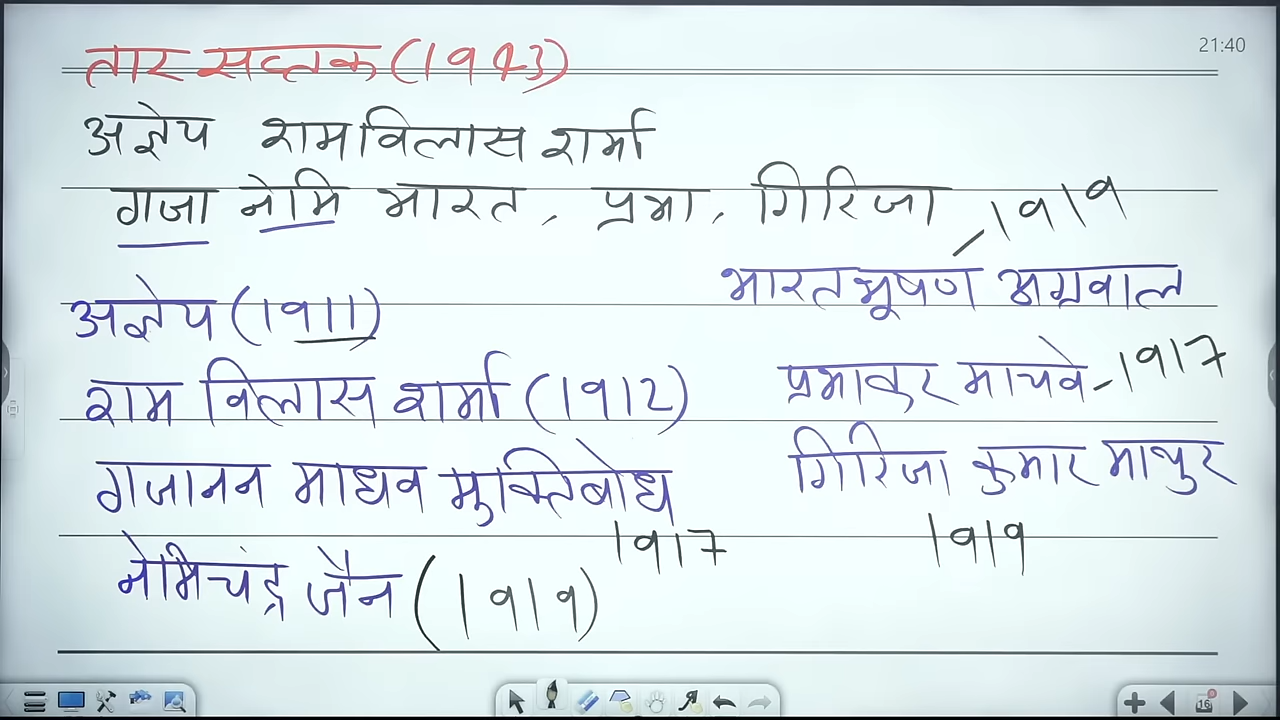 21:40
तार सप्तक (1943)
अज्ञेय रामविलास शर्मा
गजा नेमि भारत, प्रभा, गिरिजा
अज्ञेय (1911)
राम विलास शर्मा (1912)
गजानन माधव मुक्तिबोध
1917
नेमिचंद्र जैन (1919)
1919
भारतभूषण अग्रवाल
प्रभाकर माचवे - 1917
गिरिजा कुमार माथुर
1919
16